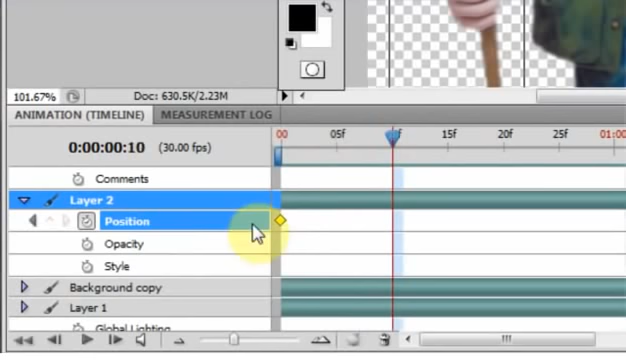 101.67% Doc: 630.5K/2.23M
ANIMATION (TIMELINE) MEASUREMENT LOG
0:00:00:10 (30.00 fps) 00 05f f 15f 20f 25f 01:00
Comments
Layer 2
Position
Opacity
Style
Background copy
Layer 1
Global Lighting